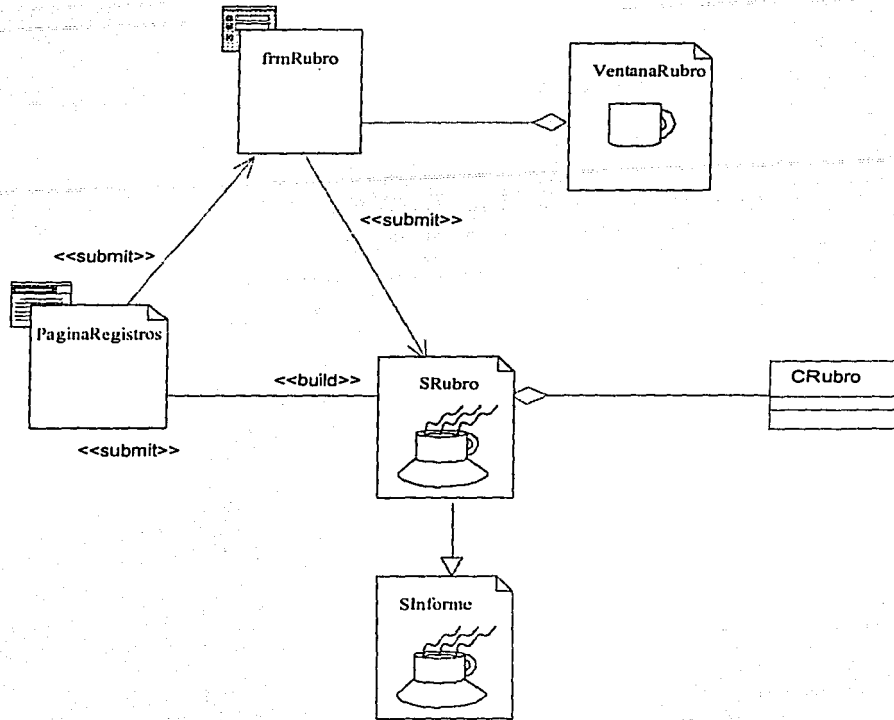 frmRubro
VentanaRubro
<<submit>>
<<submit>>
PaginaRegistros
<<build>>
SRubro
CRubro
<<submit>>
SInforme